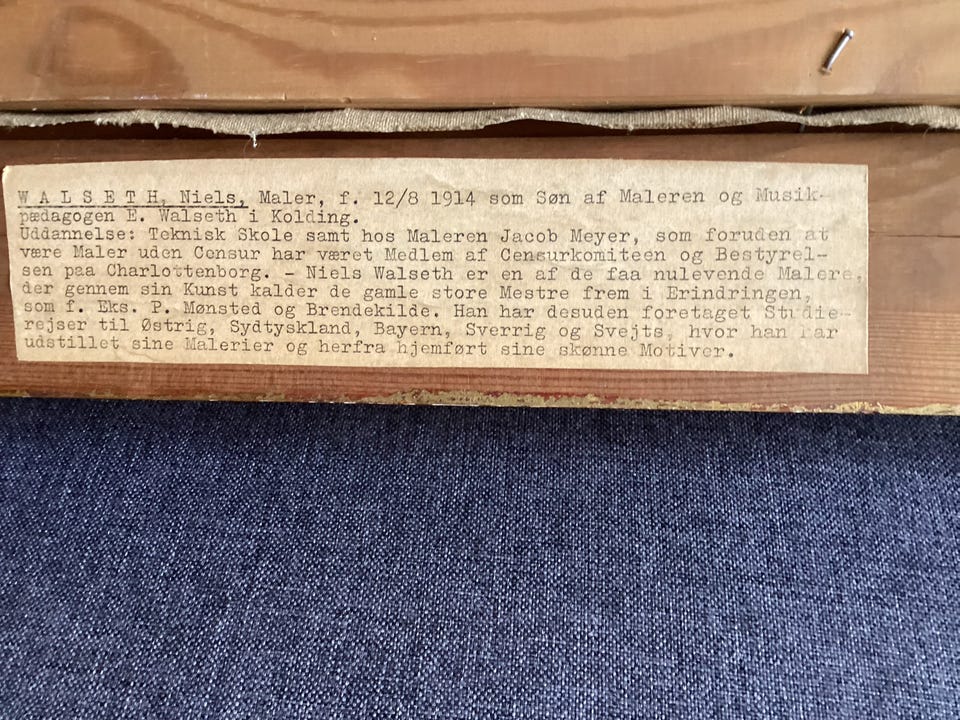 W A L S E T H, Niels, Maler, f. 12/8 1914 som Søn af Maleren og Musik-
pædagogen E. Walseth i Kolding.
Uddannelse: Teknisk Skole samt hos Maleren Jacob Meyer, som foruden at
være Maler uden Censur har været Medlem af Censurkomiteen og Bestyrel-
sen paa Charlottenborg. - Niels Walseth er en af de faa nulevende Malere,
der gennem sin Kunst kalder de gamle store Mestre frem i Erindringen,
som f. Eks. P. Mønsted og Brendekilde. Han har desuden foretaget Studie-
rejser til Østrig, Sydtyskland, Bayern, Sverrig og Svejts, hvor han har
udstillet sine Malerier og herfra hjemført sine skønne Motiver.